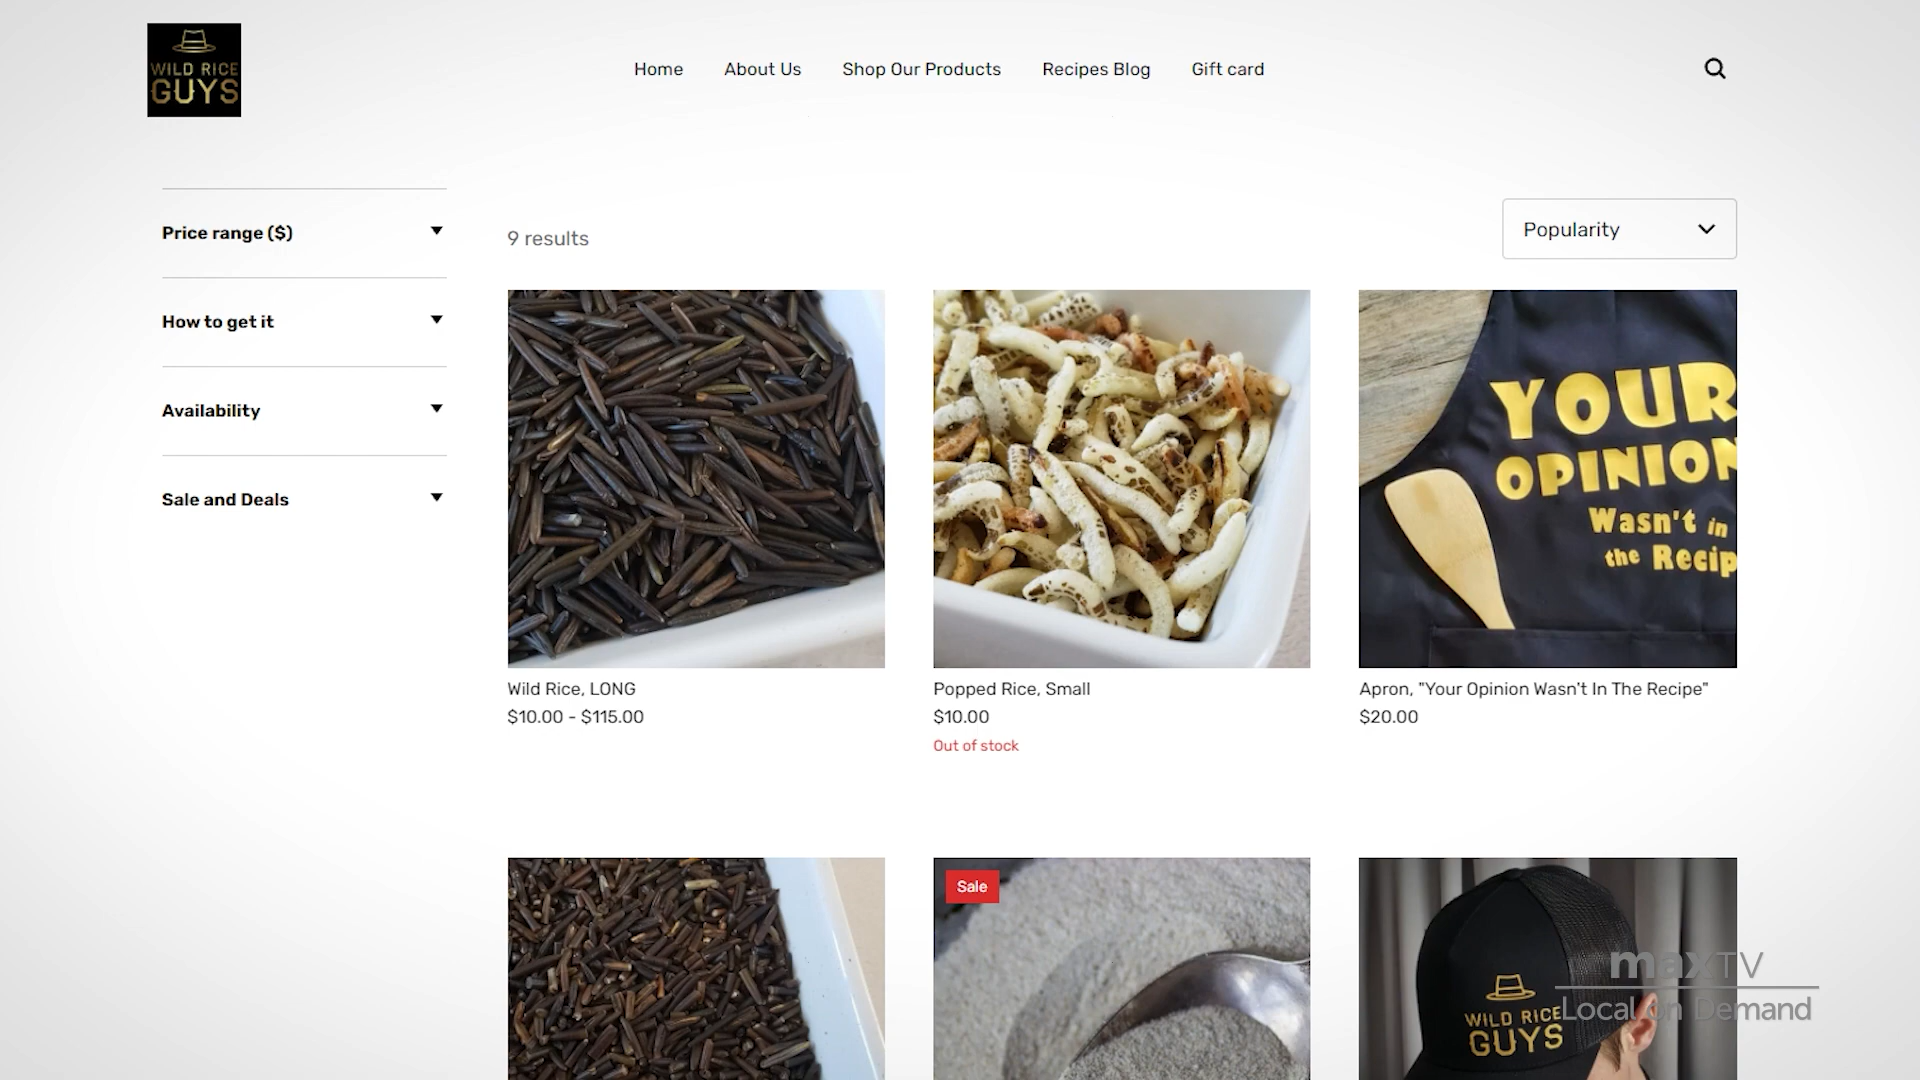 WILD RICE
GUYS
Home
About Us
Shop Our Products
Recipes Blog
Gift card
Price range ($)
How to get it
Availability
Sale and Deals
9 results
Popularity
YOUR
OPINION
Wasn't in
the Recip
Wild Rice, LONG
$10.00 - $115.00
Popped Rice, Small
$10.00
Out of stock
Apron, "Your Opinion Wasn't In The Recipe"
$20.00
Sale
WILD RICE
GUYS
maxTV
Local on Demand